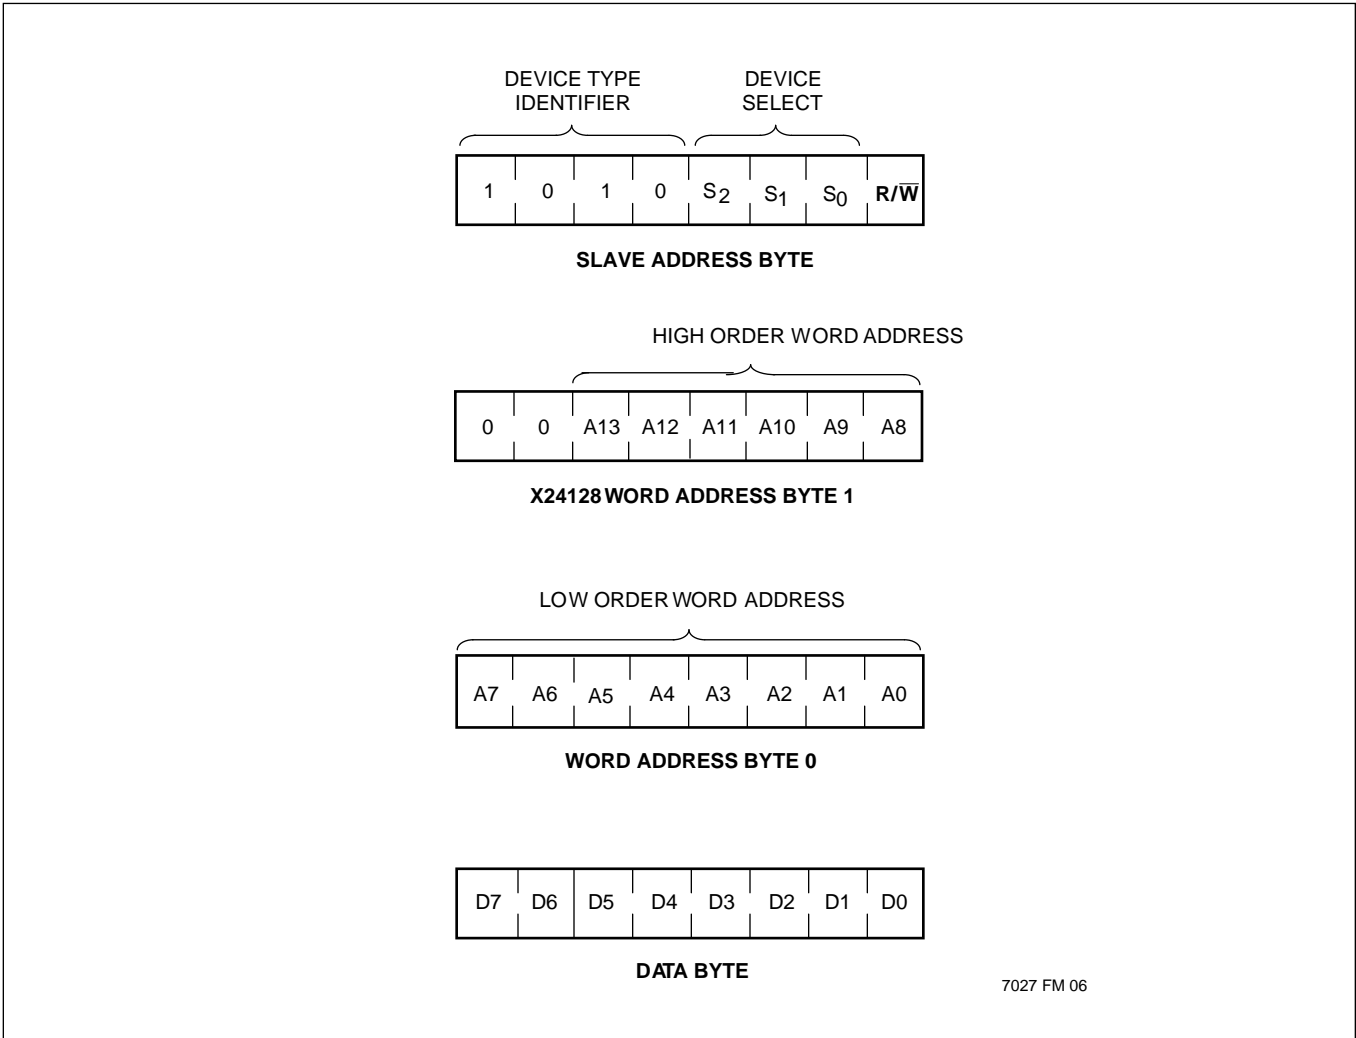 DEVICE TYPE IDENTIFIER
DEVICE SELECT
1 0 1 0 S2 S1 S0 R/W̅
SLAVE ADDRESS BYTE
HIGH ORDER WORD ADDRESS
0 0 A13 A12 A11 A10 A9 A8
X24128 WORD ADDRESS BYTE 1
LOW ORDER WORD ADDRESS
A7 A6 A5 A4 A3 A2 A1 A0
WORD ADDRESS BYTE 0
D7 D6 D5 D4 D3 D2 D1 D0
DATA BYTE
7027 FM 06